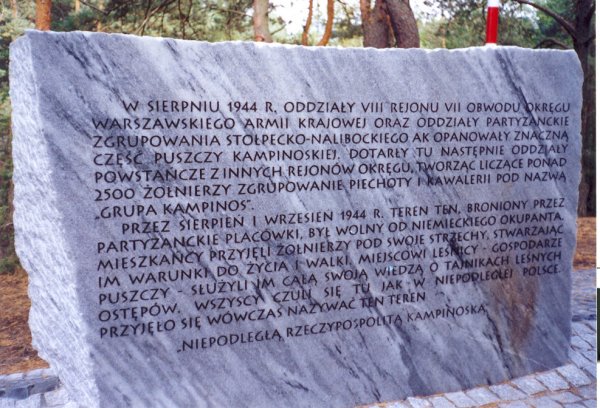 W SIERPNIU 1944 R. ODDZIAŁY VIII REJONU VII OBWODU OKRĘGU
WARSZAWSKIEGO ARMII KRAJOWEJ ORAZ ODDZIAŁY PARTYZANCKIE
ZGRUPOWANIA STOŁPECKO-NALIBOCKIEGO AK OPANOWAŁY ZNACZNĄ
CZĘŚĆ PUSZCZY KAMPINOSKIEJ. DOTARŁY TU NASTĘPNIE ODDZIAŁY
POWSTAŃCZE Z INNYCH REJONÓW OKRĘGU, TWORZĄC LICZĄCE PONAD
2500 ŻOŁNIERZY ZGRUPOWANIE PIECHOTY I KAWALERII POD NAZWĄ
„GRUPA KAMPINOS".
PRZEZ SIERPIEŃ I WRZESIEŃ 1944 R. TEREN TEN, BRONIONY PRZEZ
PARTYZANCKIE PLACÓWKI, BYŁ WOLNY OD NIEMIECKIEGO OKUPANTA.
MIESZKAŃCY PRZYJĘLI ŻOŁNIERZY POD SWOJE STRZECHY, STWARZAJĄC
IM WARUNKI DO ŻYCIA I WALKI. MIEJSCOWI LEŚNICY - GOSPODARZE
PUSZCZY - SŁUŻYLI IM CAŁĄ SWOJĄ WIEDZĄ O TAJNIKACH LEŚNYCH
OSTĘPÓW. WSZYSCY CZULI SIĘ TU JAK W NIEPODLEGŁEJ POLSCE.
PRZYJĘŁO SIĘ WÓWCZAS NAZYWAĆ TEN TEREN
„NIEPODLEGŁĄ RZECZYPOSPOLITĄ KAMPINOSKĄ"